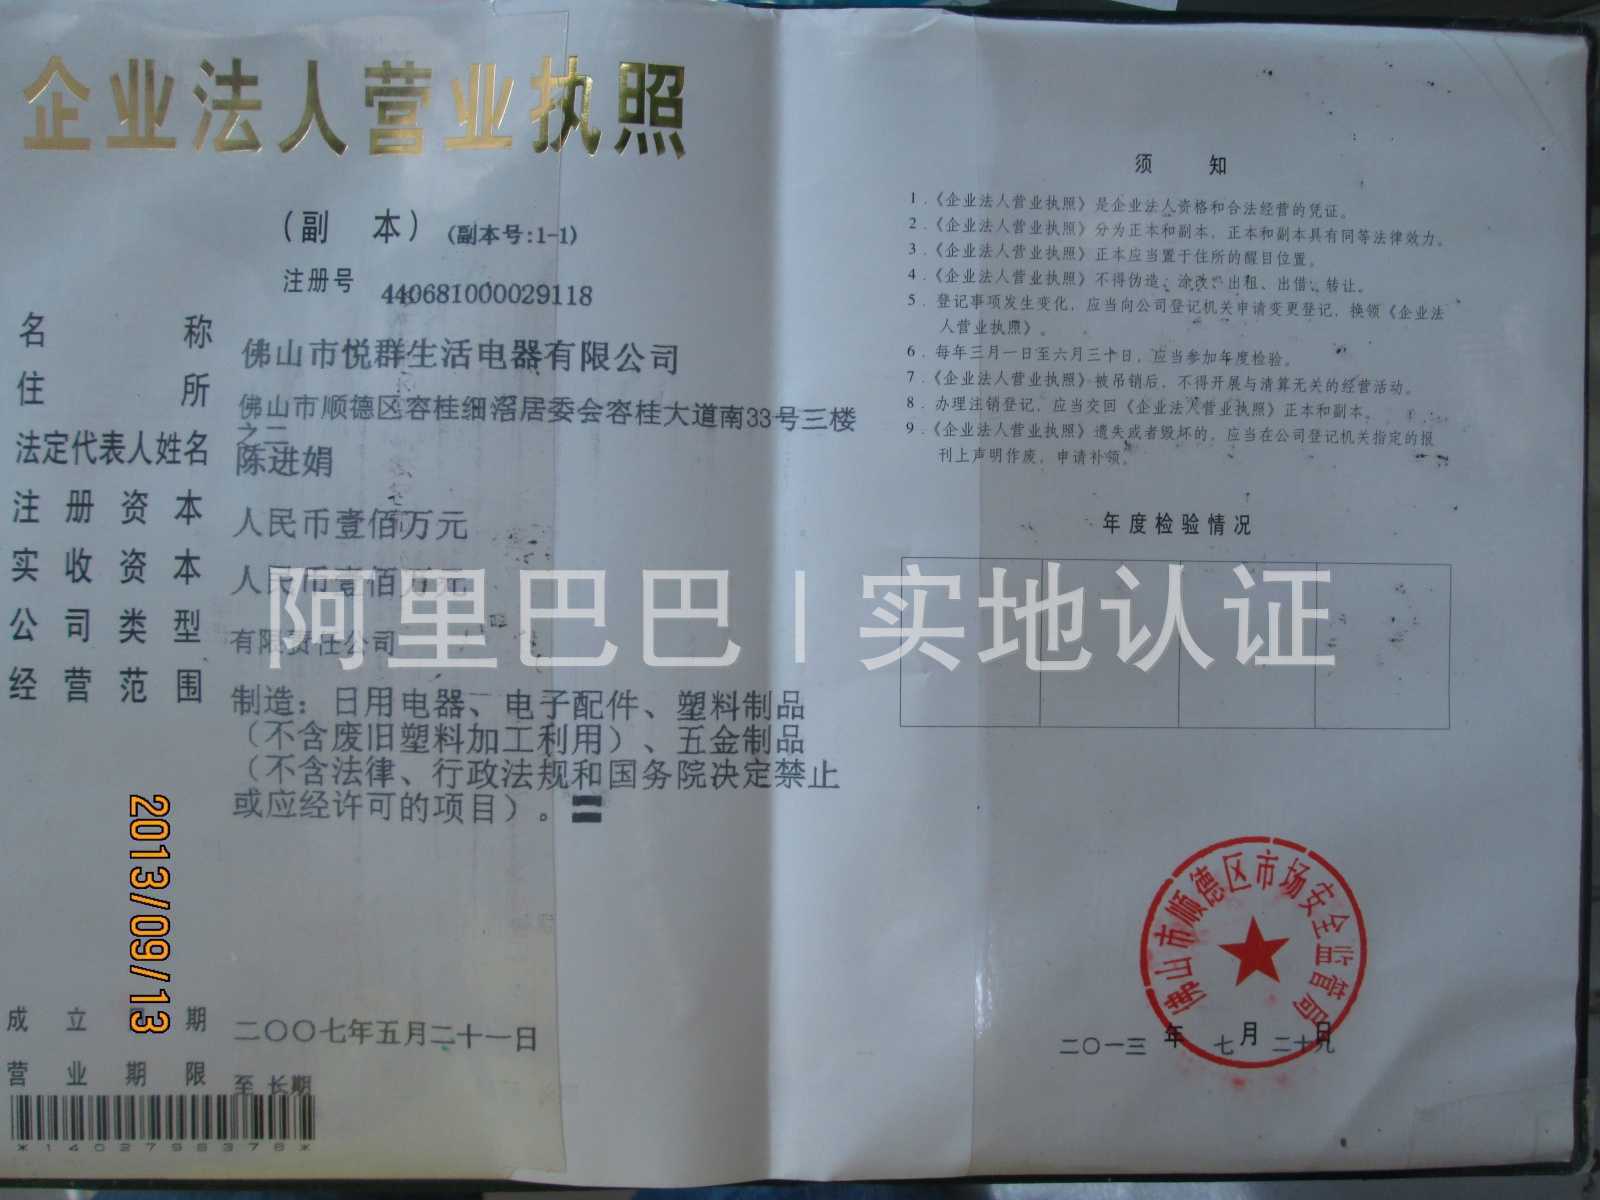 企业法人营业执照
（副 本） （副本号:1-1）
注册号 440681000029118
名 称 佛山市悦群生活电器有限公司
住 所 佛山市顺德区容桂细滘居委会容桂大道南33号三楼
之二
法定代表人姓名 陈进娟
注册资本 人民币壹佰万元
实收资本 人民币壹佰万元
公司类型 有限责任公司
经营范围 制造：日用电器、电子配件、塑料制品
（不含废旧塑料加工利用）、五金制品
（不含法律、行政法规和国务院决定禁止
或应经许可的项目）。
2013/09/13
成立 期 二〇〇七年五月二十一日
营业期限 至 长期
*1402798378*
须 知
1．《企业法人营业执照》是企业法人资格和合法经营的凭证。
2．《企业法人营业执照》分为正本和副本，正本和副本具有同等法律效力。
3．《企业法人营业执照》正本应当置于住所的醒目位置。
4．《企业法人营业执照》不得伪造、涂改、出租、出借、转让。
5．登记事项发生变化，应当向公司登记机关申请变更登记，换领《企业法
人营业执照》。
6．每年三月一日至六月三十日，应当参加年度检验。
7．《企业法人营业执照》被吊销后，不得开展与清算无关的经营活动。
8．办理注销登记，应当交回《企业法人营业执照》正本和副本。
9．《企业法人营业执照》遗失或者毁坏的，应当在公司登记机关指定的报
刊上声明作废，申请补领。
年度检验情况
阿里巴巴 | 实地认证
佛山市顺德区市场安全监督局
二〇一三年七月二十九日